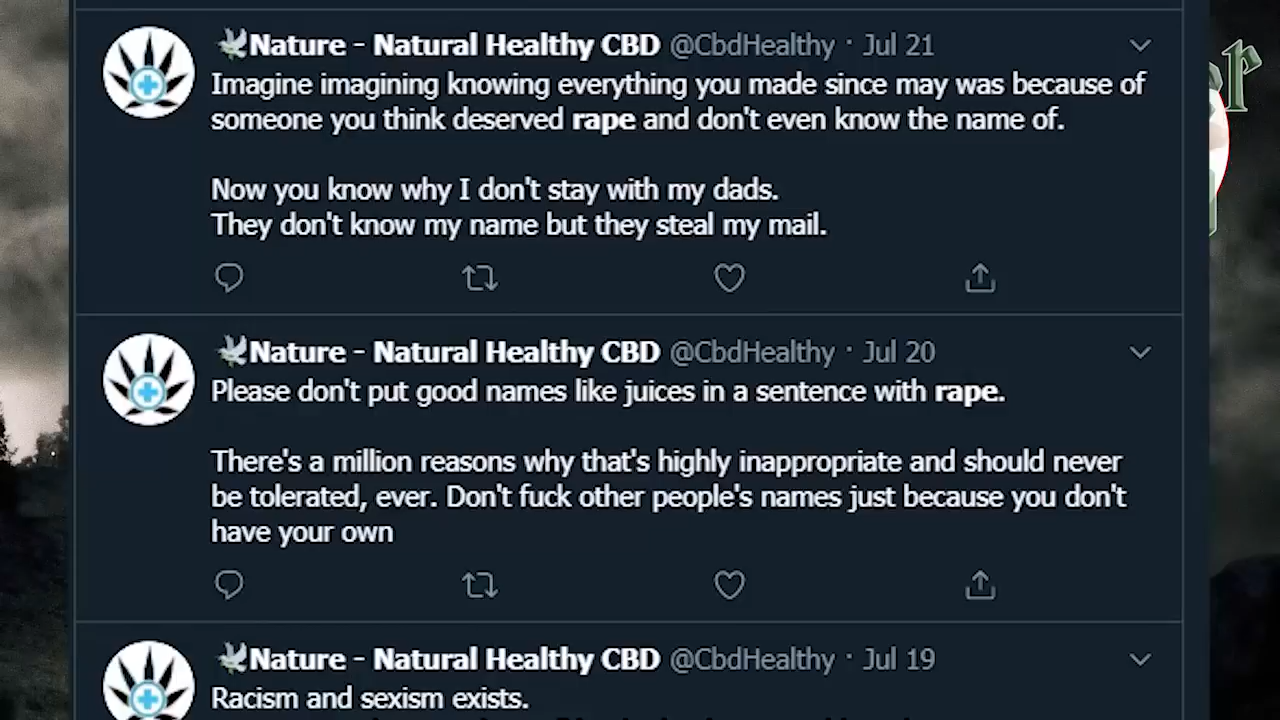 🕊Nature - Natural Healthy CBD @CbdHealthy · Jul 21
Imagine imagining knowing everything you made since may was because of
someone you think deserved rape and don't even know the name of.
Now you know why I don't stay with my dads.
They don't know my name but they steal my mail.
🕊Nature - Natural Healthy CBD @CbdHealthy · Jul 20
Please don't put good names like juices in a sentence with rape.
There's a million reasons why that's highly inappropriate and should never
be tolerated, ever. Don't fuck other people's names just because you don't
have your own
🕊Nature - Natural Healthy CBD @CbdHealthy · Jul 19
Racism and sexism exists.